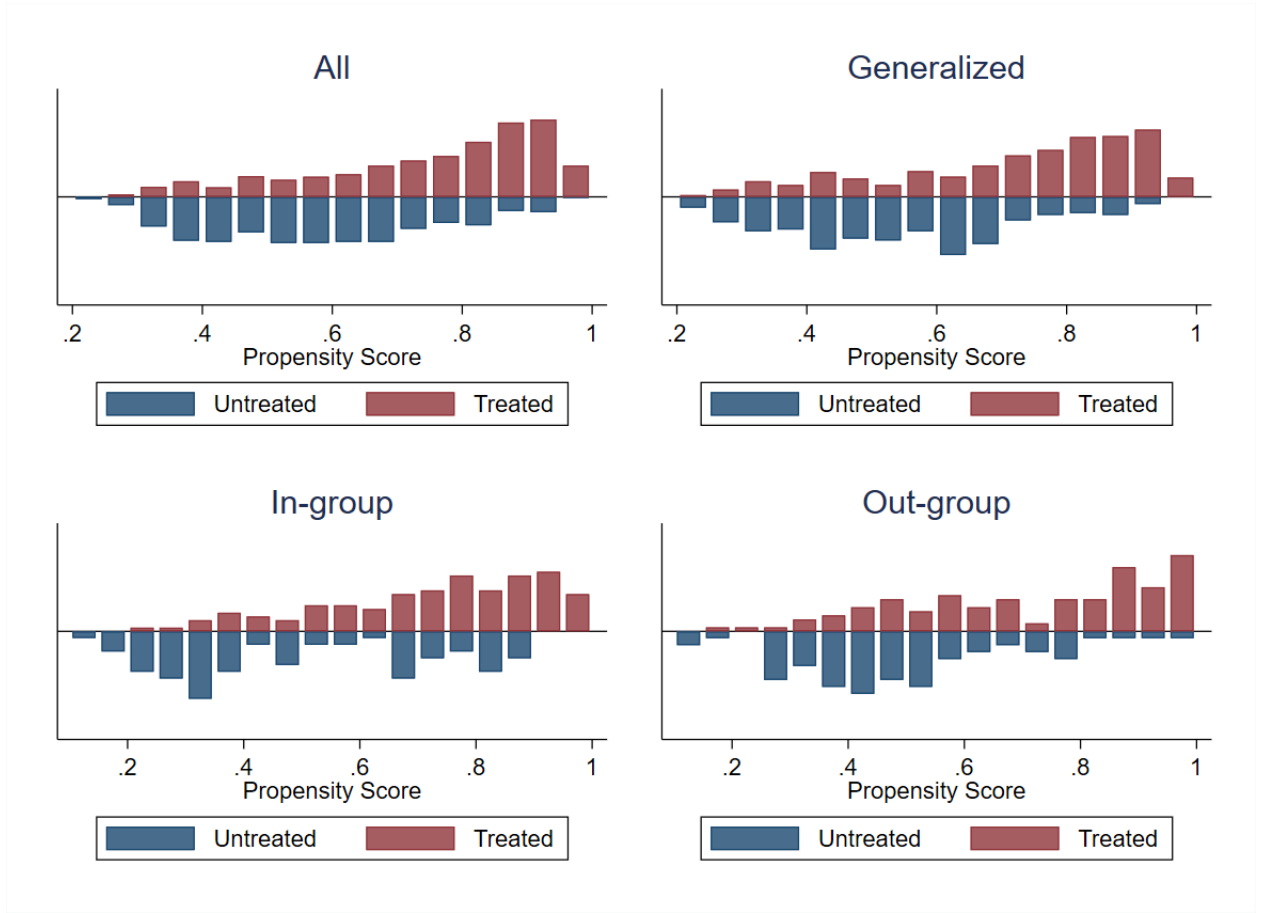 All
.2 .4 .6 .8 1
Propensity Score
Untreated Treated
Generalized
.2 .4 .6 .8 1
Propensity Score
Untreated Treated
In-group
.2 .4 .6 .8 1
Propensity Score
Untreated Treated
Out-group
.2 .4 .6 .8 1
Propensity Score
Untreated Treated